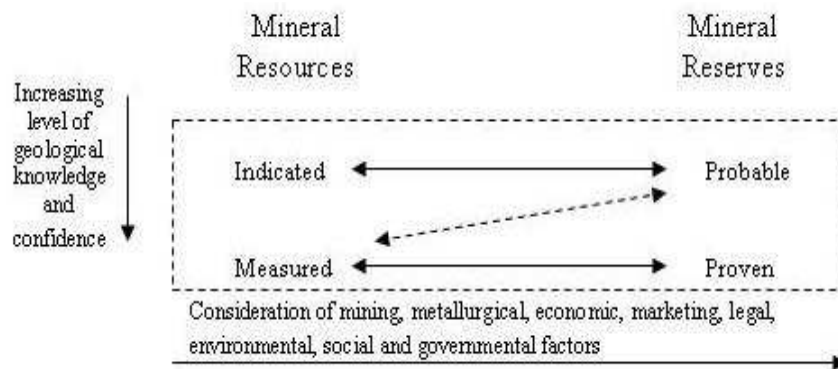 Mineral
Resources
Mineral
Reserves
Increasing
level of
geological
knowledge
and
confidence
Indicated
Probable
Measured
Proven
Consideration of mining, metallurgical, economic, marketing, legal,
environmental, social and governmental factors